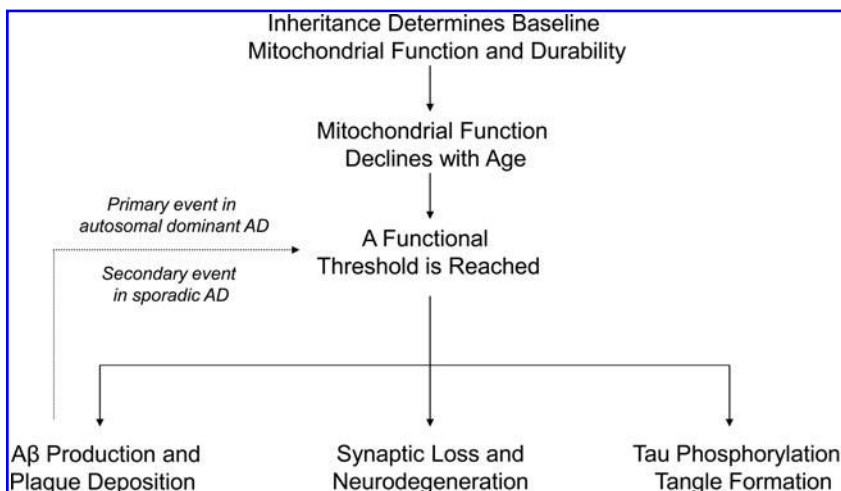 Inheritance Determines Baseline
Mitochondrial Function and Durability
Mitochondrial Function
Declines with Age
Primary event in
autosomal dominant AD
A Functional
Threshold is Reached
Secondary event
in sporadic AD
Aβ Production and
Plaque Deposition
Synaptic Loss and
Neurodegeneration
Tau Phosphorylation
Tangle Formation